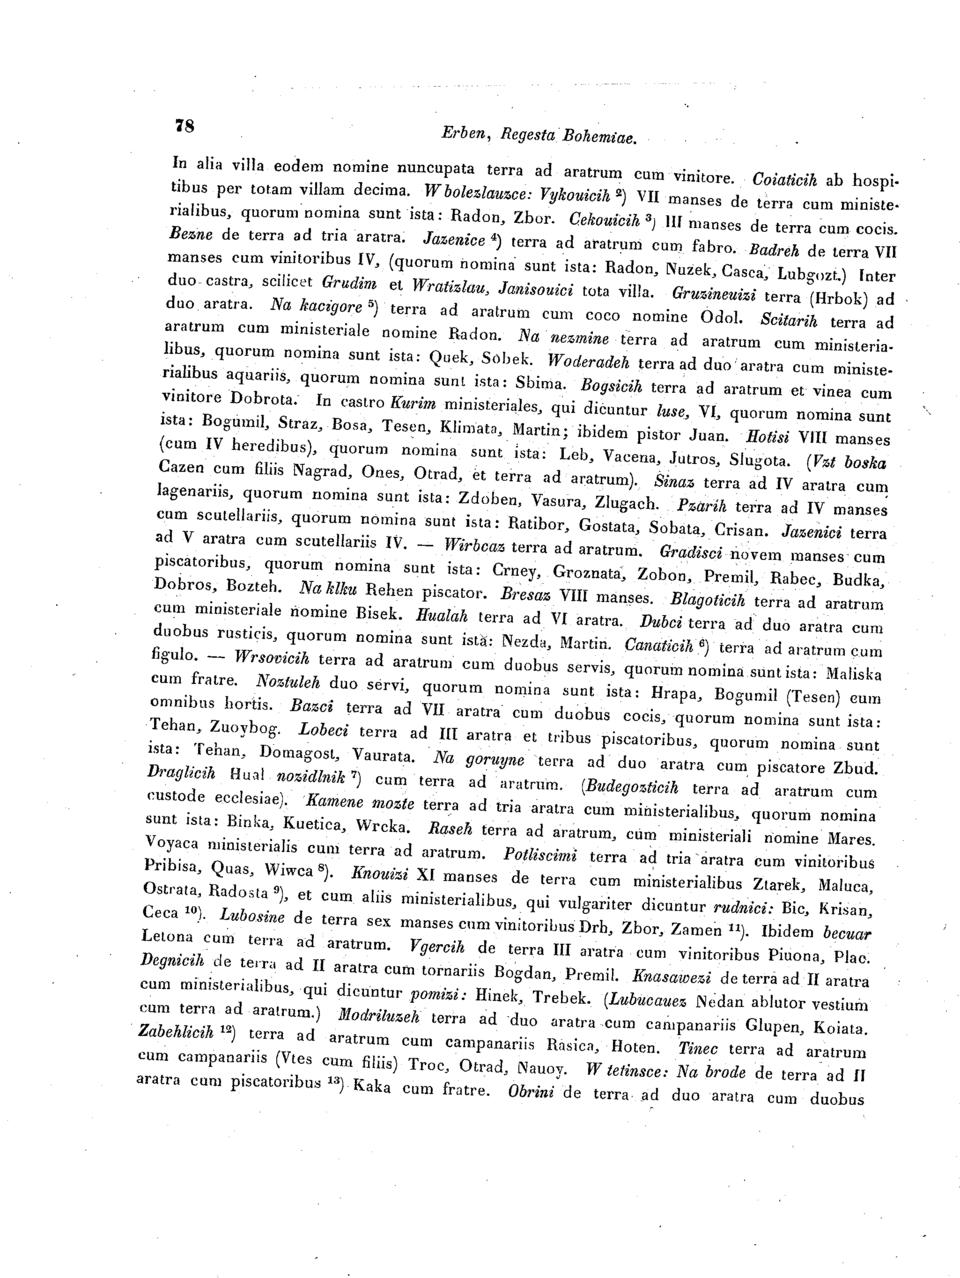 78
Erben, Regesta Bohemiae.
In alia villa eodem nomine nuncupata terra ad aratrum cum vinitore. Coiaticih ab hospi-
tibus per totam villam decima. W bolezlauzce: Vykouicih ²) VII manses de terra cum ministe-
rialibus, quorum nomina sunt ista: Radon, Zbor. Cekouicih ³) III manses de terra cum cocis.
Bezne de terra ad tria aratra. Jazenice ⁴) terra ad aratrum cum fabro. Badreh de terra VII
manses cum vinitoribus IV, (quorum nomina sunt ista: Radon, Nuzek, Casca, Lubgozt.) Inter
duo castra, scilicet Grudim et Wratizlau, Janisouici tota villa. Gruzineuizi terra (Hrbok) ad
duo aratra. Na kacigore ⁵) terra ad aratrum cum coco nomine Odol. Scitarih terra ad
aratrum cum ministeriale nomine Radon. Na nezmine terra ad aratrum cum ministeria-
libus, quorum nomina sunt ista: Quek, Sobek. Woderadeh terra ad duo aratra cum ministe-
rialibus aquariis, quorum nomina sunt ista: Sbima. Bogsicih terra ad aratrum et vinea cum
vinitore Dobrota. In castro Kurim ministeriales, qui dicuntur luse, VI, quorum nomina sunt
ista: Bogumil, Straz, Bosa, Tesen, Klimata, Martin; ibidem pistor Juan. Hotisi VIII manses
(cum IV heredibus), quorum nomina sunt ista: Leb, Vacena, Jutros, Slugota. (Vzt boska
Cazen cum filiis Nagrad, Ones, Otrad, et terra ad aratrum). Sinaz terra ad IV aratra cum
lagenariis, quorum nomina sunt ista: Zdoben, Vasura, Zlugach. Pzarih terra ad IV manses
cum scutellariis, quorum nomina sunt ista: Ratibor, Gostata, Sobata, Crisan. Jazenici terra
ad V aratra cum scutellariis IV. — Wirbcaz terra ad aratrum. Gradisci novem manses cum
piscatoribus, quorum nomina sunt ista: Crney, Groznata, Zobon, Premil, Rabec, Budka,
Dobros, Bozteh. Na klku Rehen piscator. Bresaz VIII manses. Blagoticih terra ad aratrum
cum ministeriale nomine Bisek. Hualah terra ad VI aratra. Dubci terra ad duo aratra cum
duobus rusticis, quorum nomina sunt ista: Nezda, Martin. Canaticih ⁶) terra ad aratrum cum
figulo. — Wrsovicih terra ad aratrum cum duobus servis, quorum nomina sunt ista: Maliska
cum fratre. Noztuleh duo servi, quorum nomina sunt ista: Hrapa, Bogumil (Tesen) cum
omnibus hortis. Bazci terra ad VII aratra cum duobus cocis, quorum nomina sunt ista:
Tehan, Zuoybog. Lobeci terra ad III aratra et tribus piscatoribus, quorum nomina sunt
ista: Tehan, Domagost, Vaurata. Na goruyne terra ad duo aratra cum piscatore Zbud.
Draglicih Hual nozidlnik ⁷) cum terra ad aratrum. (Budegozticih terra ad aratrum cum
custode ecclesiae). Kamene mozte terra ad tria aratra cum ministerialibus, quorum nomina
sunt ista: Binka, Kuetica, Wrcka. Raseh terra ad aratrum, cum ministeriali nomine Mares.
Voyaca ministerialis cum terra ad aratrum. Potliscimi terra ad tria aratra cum vinitoribus
Pribisa, Quas, Wiwca ⁸). Knouizi XI manses de terra cum ministerialibus Ztarek, Maluca,
Ostrata, Radosta ⁹), et cum aliis ministerialibus, qui vulgariter dicuntur rudnici: Bic, Krisan,
Ceca ¹⁰). Lubosine de terra sex manses cum vinitoribus Drh, Zbor, Zamen ¹¹). Ibidem becuar
Letona cum terra ad aratrum. Vgercih de terra III aratra cum vinitoribus Piuona, Plac.
Degnicih de terra ad II aratra cum tornariis Bogdan, Premil. Knasawezi de terra ad II aratra
cum ministerialibus, qui dicuntur pomizi: Hinek, Trebek. (Lubucauez Nedan ablutor vestium
cum terra ad aratrum.) Modriluzeh terra ad duo aratra cum campanariis Glupen, Koiata.
Zabehlicih ¹²) terra ad aratrum cum campanariis Rasica, Hoten. Tinec terra ad aratrum
cum campanariis (Vtes cum filiis) Troc, Otrad, Nauoy. W tetinsce: Na brode de terra ad II
aratra cum piscatoribus ¹³) Kaka cum fratre. Obrini de terra ad duo aratra cum duobus